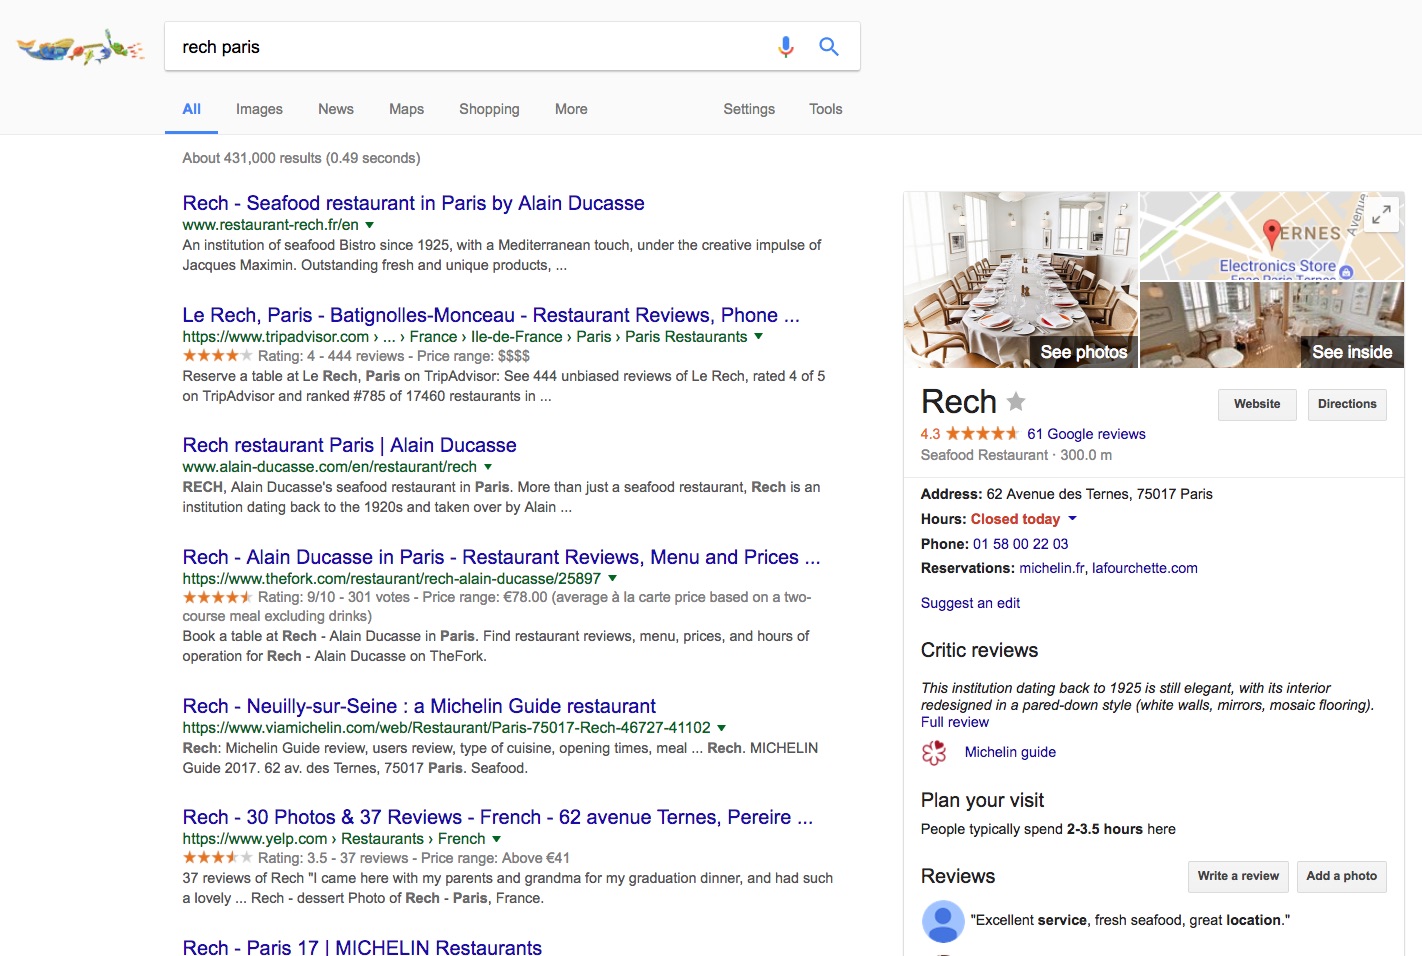 rech paris
All Images News Maps Shopping More Settings Tools
About 431,000 results (0.49 seconds)
Rech - Seafood restaurant in Paris by Alain Ducasse
www.restaurant-rech.fr/en
An institution of seafood Bistro since 1925, with a Mediterranean touch, under the creative impulse of
Jacques Maximin. Outstanding fresh and unique products, ...
Le Rech, Paris - Batignolles-Monceau - Restaurant Reviews, Phone ...
https://www.tripadvisor.com › ... › France › Ile-de-France › Paris › Paris Restaurants
Rating: 4 - 444 reviews - Price range: $$$$
Reserve a table at Le Rech, Paris on TripAdvisor: See 444 unbiased reviews of Le Rech, rated 4 of 5
on TripAdvisor and ranked #785 of 17460 restaurants in ...
Rech restaurant Paris | Alain Ducasse
www.alain-ducasse.com/en/restaurant/rech
RECH, Alain Ducasse's seafood restaurant in Paris. More than just a seafood restaurant, Rech is an
institution dating back to the 1920s and taken over by Alain ...
Rech - Alain Ducasse in Paris - Restaurant Reviews, Menu and Prices ...
https://www.thefork.com/restaurant/rech-alain-ducasse/25897
Rating: 9/10 - 301 votes - Price range: €78.00 (average à la carte price based on a two-
course meal excluding drinks)
Book a table at Rech - Alain Ducasse in Paris. Find restaurant reviews, menu, prices, and hours of
operation for Rech - Alain Ducasse on TheFork.
Rech - Neuilly-sur-Seine : a Michelin Guide restaurant
https://www.viamichelin.com/web/Restaurant/Paris-75017-Rech-46727-41102
Rech: Michelin Guide review, users review, type of cuisine, opening times, meal ... Rech. MICHELIN
Guide 2017. 62 av. des Ternes, 75017 Paris. Seafood.
Rech - 30 Photos & 37 Reviews - French - 62 avenue Ternes, Pereire ...
https://www.yelp.com › Restaurants › French
Rating: 3.5 - 37 reviews - Price range: Above €41
37 reviews of Rech "I came here with my parents and grandma for my graduation dinner, and had such
a lovely ... Rech - dessert Photo of Rech - Paris, France.
Rech - Paris 17 | MICHELIN Restaurants
Avenue
ERNES
Electronics Store
See photos
See inside
Rech
Website Directions
4.3 61 Google reviews
Seafood Restaurant · 300.0 m
Address: 62 Avenue des Ternes, 75017 Paris
Hours: Closed today
Phone: 01 58 00 22 03
Reservations: michelin.fr, lafourchette.com
Suggest an edit
Critic reviews
This institution dating back to 1925 is still elegant, with its interior
redesigned in a pared-down style (white walls, mirrors, mosaic flooring).
Full review
Michelin guide
Plan your visit
People typically spend 2-3.5 hours here
Reviews
Write a review Add a photo
"Excellent service, fresh seafood, great location."